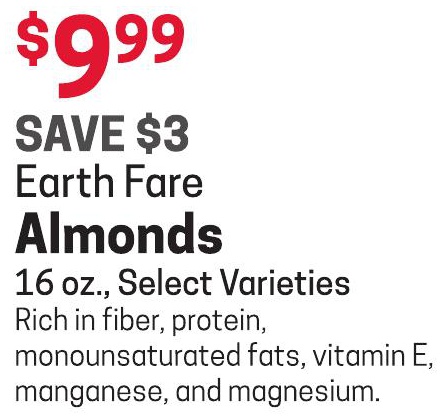 $9.99
SAVE $3
Earth Fare
Almonds
16 oz., Select Varieties
Rich in fiber, protein,
monounsaturated fats, vitamin E,
manganese, and magnesium.